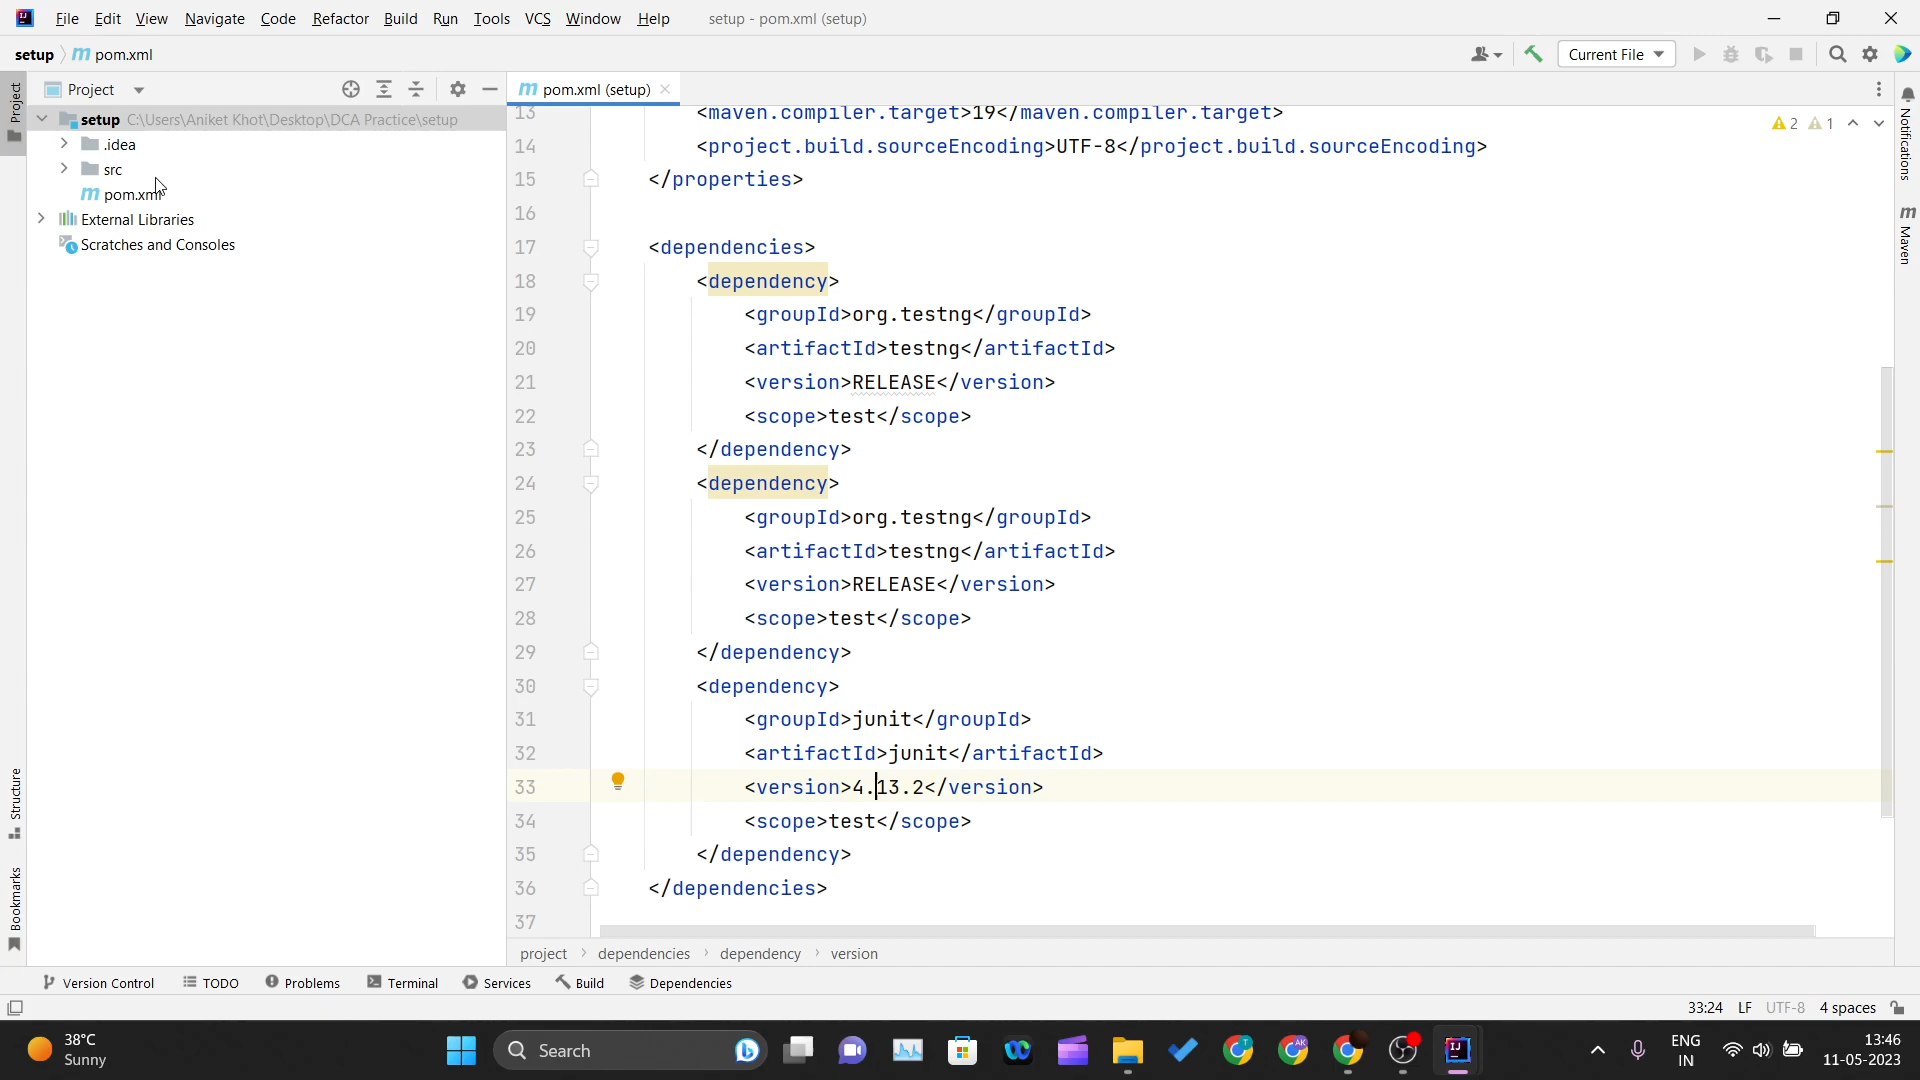 File Edit View Navigate Code Refactor Build Run Tools VCS Window Help setup - pom.xml (setup)
setup pom.xml Current File
Project pom.xml (setup)
setup C:\Users\Aniket Khot\Desktop\DCA Practice\setup
.idea
src
pom.xml
External Libraries
Scratches and Consoles
Project
Structure
Bookmarks
13 <maven.compiler.target>19</maven.compiler.target>
2 1
14 <project.build.sourceEncoding>UTF-8</project.build.sourceEncoding>
15 </properties>
16
17 <dependencies>
18 <dependency>
19 <groupId>org.testng</groupId>
20 <artifactId>testng</artifactId>
21 <version>RELEASE</version>
22 <scope>test</scope>
23 </dependency>
24 <dependency>
25 <groupId>org.testng</groupId>
26 <artifactId>testng</artifactId>
27 <version>RELEASE</version>
28 <scope>test</scope>
29 </dependency>
30 <dependency>
31 <groupId>junit</groupId>
32 <artifactId>junit</artifactId>
33 <version>4.13.2</version>
34 <scope>test</scope>
35 </dependency>
36 </dependencies>
37
Notifications
Maven
project dependencies dependency version
Version Control TODO Problems Terminal Services Build Dependencies
33:24 LF UTF-8 4 spaces
38°C
Sunny
Search
ENG
IN
13:46
11-05-2023